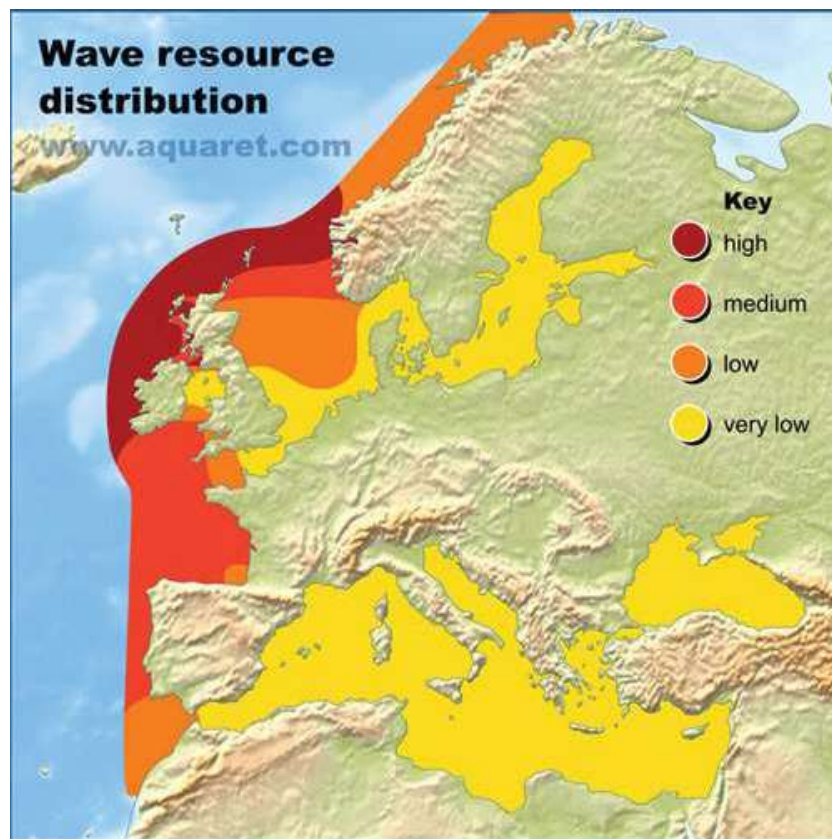 Wave resource
distribution
www.aquaret.com
Key
high
medium
low
very low